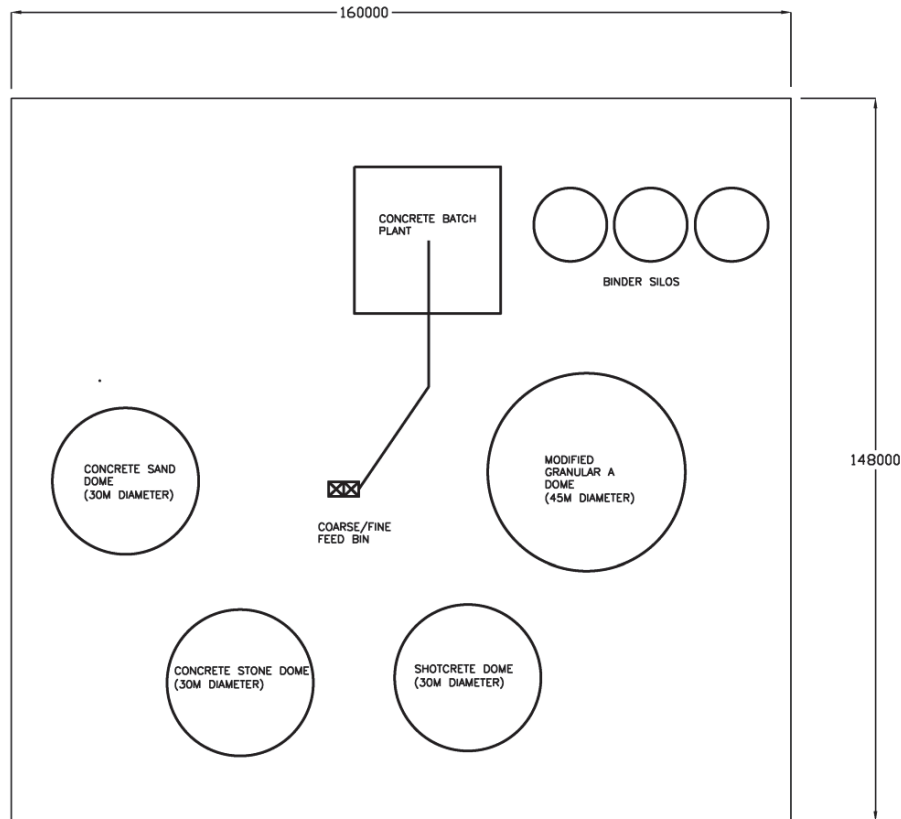 160000
CONCRETE BATCH
PLANT
BINDER SILOS
148000
CONCRETE SAND
DOME
(30M DIAMETER)
MODIFIED
GRANULAR A
DOME
(45M DIAMETER)
COARSE/FINE
FEED BIN
CONCRETE STONE DOME
(30M DIAMETER)
SHOTCRETE DOME
(30M DIAMETER)